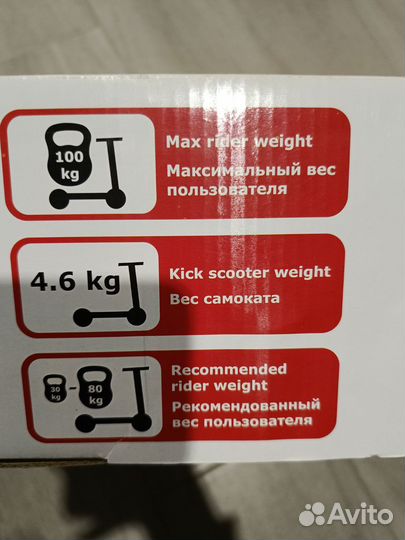 100
kg
Max rider weight
Максимальный вес
пользователя
4.6 kg
Kick scooter weight
Вес самоката
30
kg
-
80
kg
Recommended
rider weight
Рекомендованный
вес пользователя
Avito